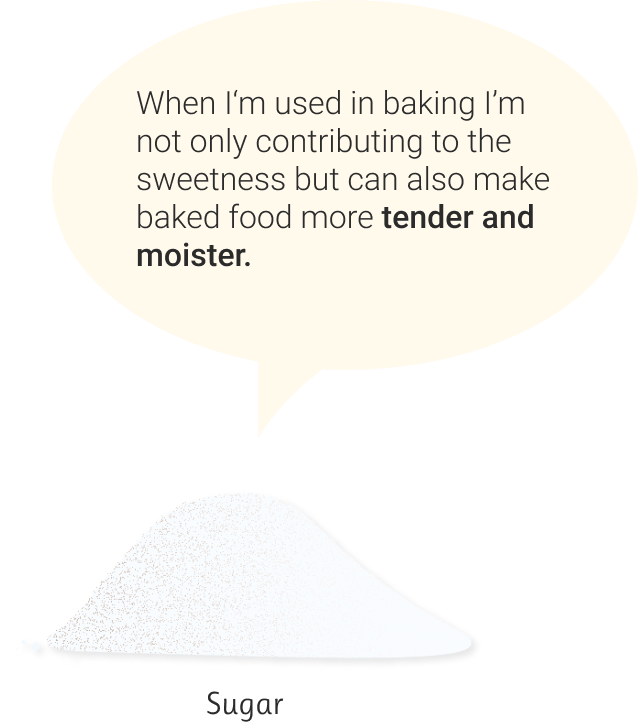 When I‘m used in baking I’m
not only contributing to the
sweetness but can also make
baked food more tender and
moister.
Sugar